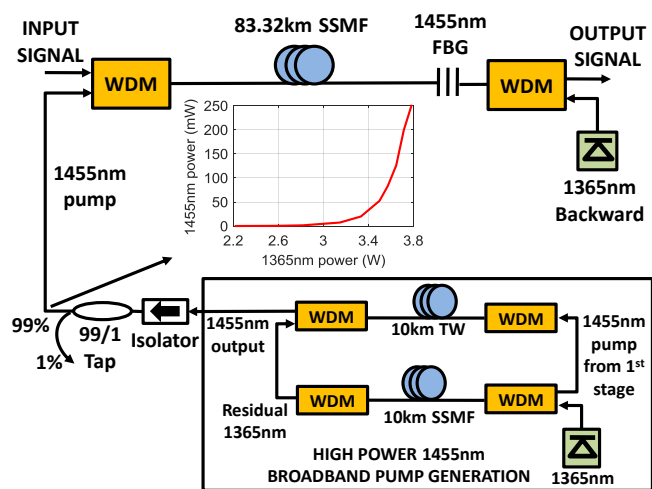 INPUT
SIGNAL
83.32km SSMF
1455nm
FBG
OUTPUT
SIGNAL
WDM
WDM
1455nm
pump
1455nm power (mW)
250
200
150
100
50
0
2.2
2.6
3
3.4
3.8
1365nm power (W)
1365nm
Backward
99%
1%
99/1
Tap
Isolator
1455nm
output
WDM
10km TW
WDM
1455nm
pump
from 1st
stage
Residual
1365nm
WDM
10km SSMF
WDM
HIGH POWER 1455nm
BROADBAND PUMP GENERATION
1365nm